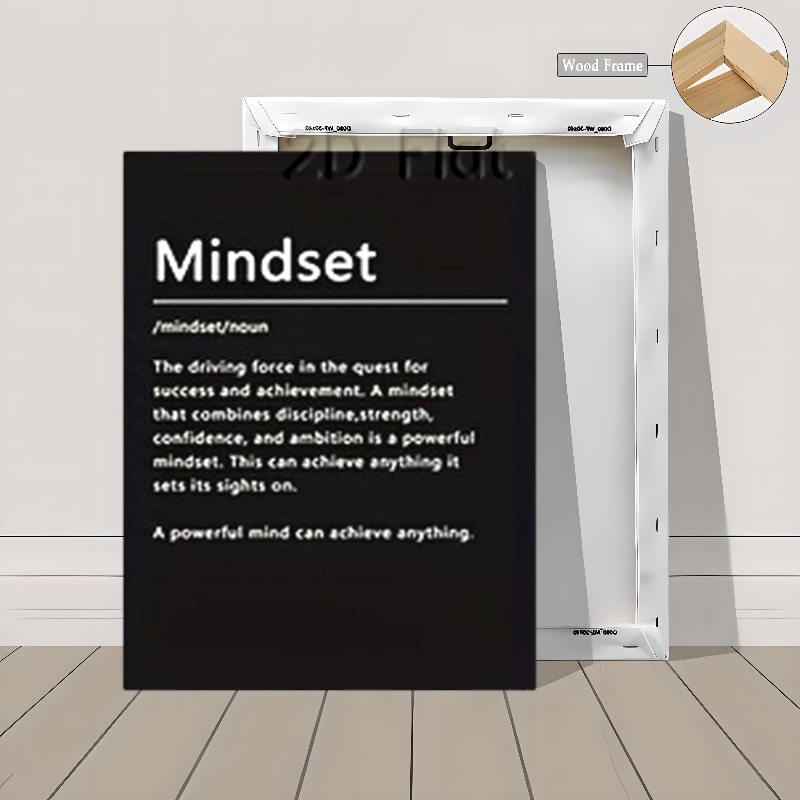 Wood Frame
2D Flat
Mindset
/mindset/noun
The driving force in the quest for
success and achievement. A mindset
that combines discipline,strength,
confidence, and ambition is a powerful
mindset. This can achieve anything it
sets its sights on.
A powerful mind can achieve anything.